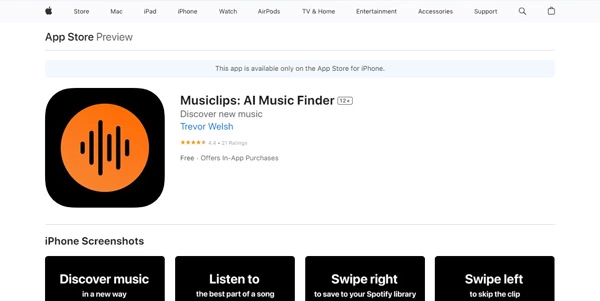 Store Mac iPad iPhone Watch AirPods TV & Home Entertainment Accessories Support
App Store Preview
This app is available only on the App Store for iPhone.
Musiclips: AI Music Finder 12+
Discover new music
Trevor Welsh
4.4 • 21 Ratings
Free · Offers In-App Purchases
iPhone Screenshots
Discover music
in a new way
Listen to
the best part of a song
Swipe right
to save to your Spotify library
Swipe left
to skip the clip